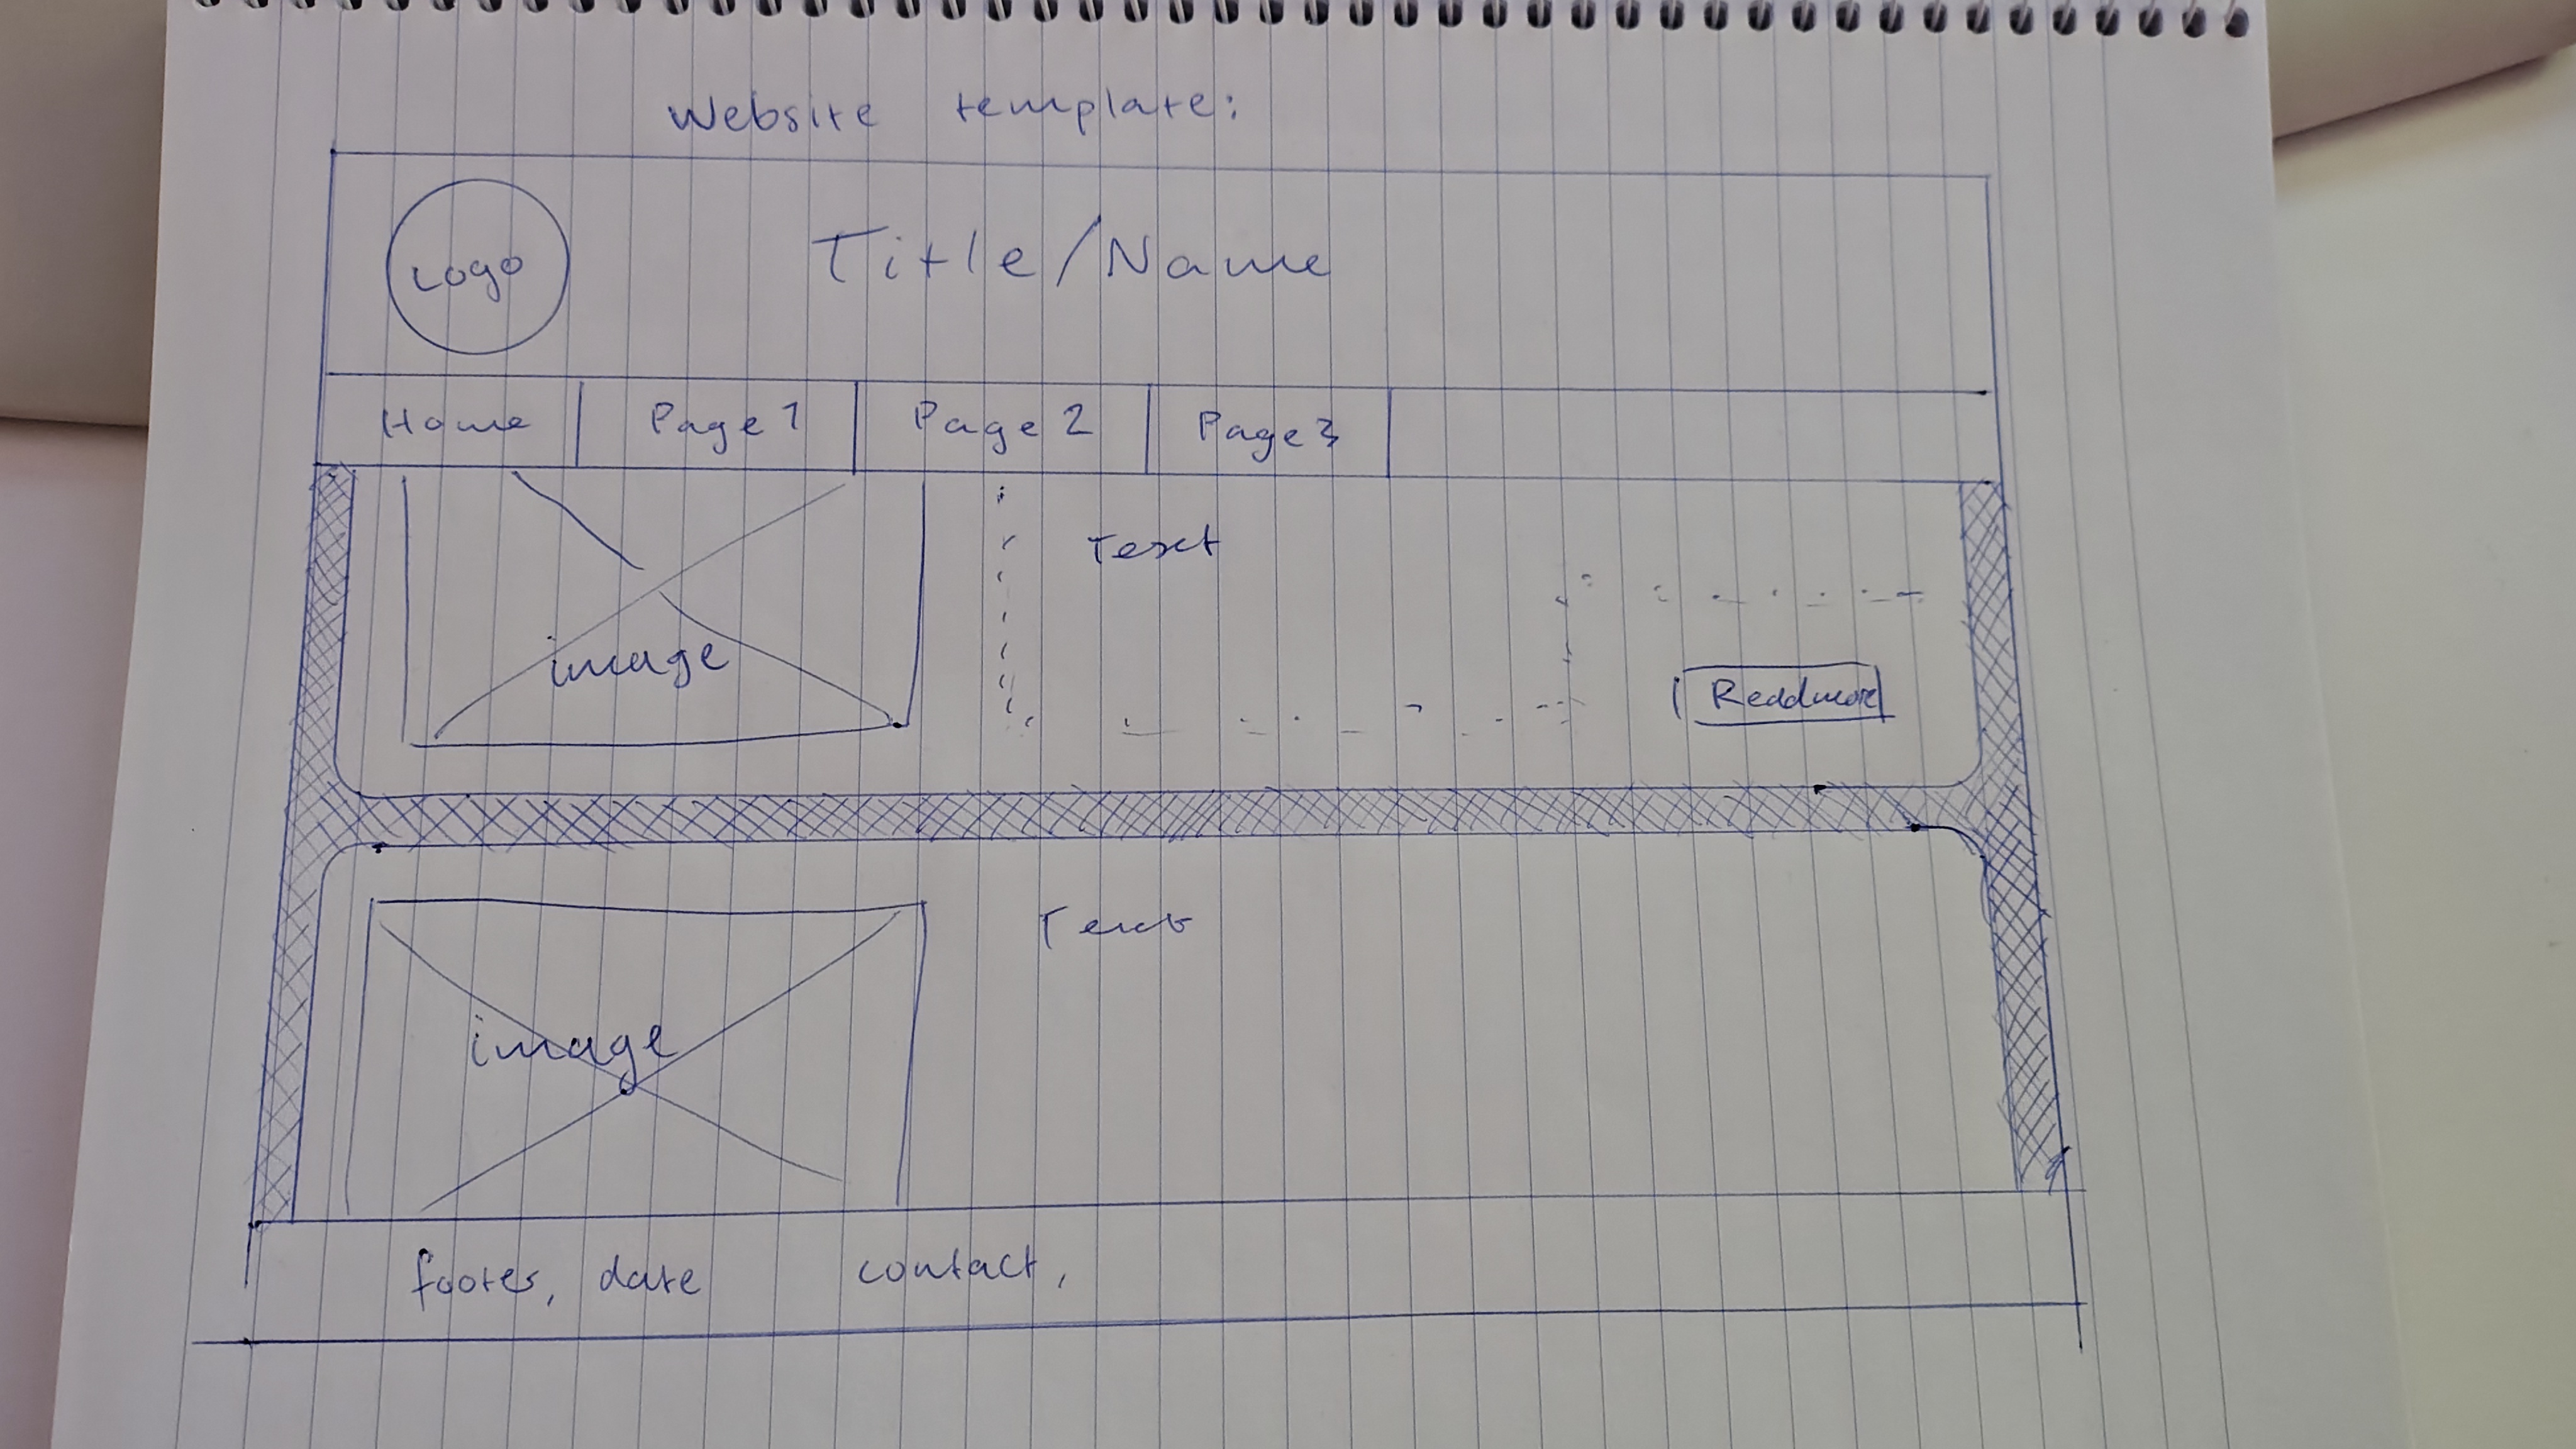 Website template:
Logo Title/Name
Home Page 1 Page 2 Page 3
Text
image
Readmore
Text
image
footer, date contact,